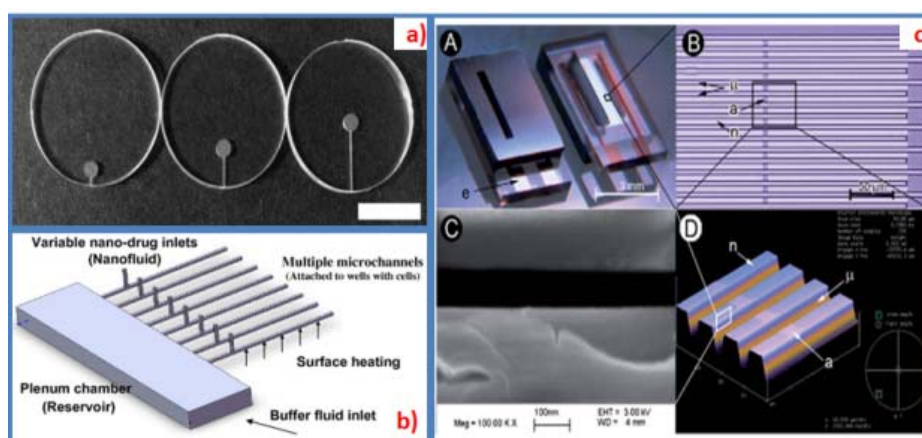 a)
Variable nano-drug inlets
(Nanofluid)
Multiple microchannels
(Attached to wells with cells)
Surface heating
Plenum chamber
(Reservoir)
Buffer fluid inlet
b)
c
A
e
B
μ
a
n
C
Mag = 100.00 K X
100nm
EHT = 3.00 kV
WD = 4 mm
D
n
μ
a